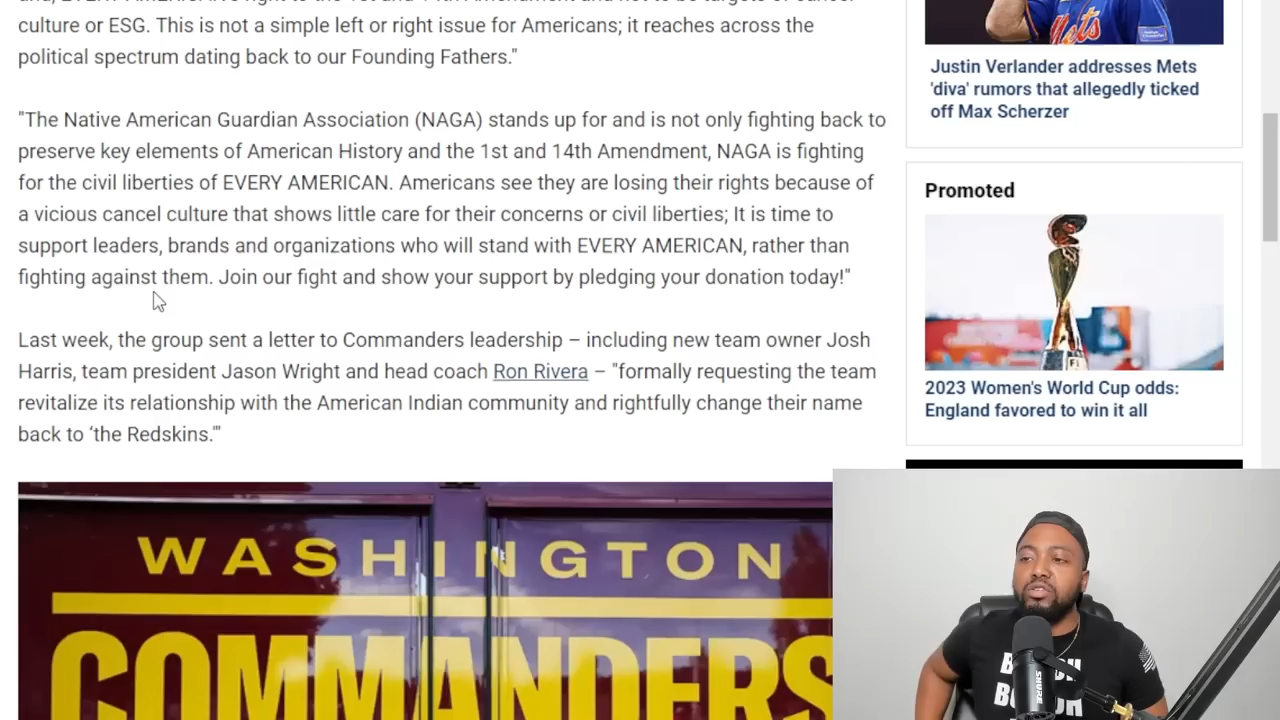 culture or ESG. This is not a simple left or right issue for Americans; it reaches across the
political spectrum dating back to our Founding Fathers."
"The Native American Guardian Association (NAGA) stands up for and is not only fighting back to
preserve key elements of American History and the 1st and 14th Amendment, NAGA is fighting
for the civil liberties of EVERY AMERICAN. Americans see they are losing their rights because of
a vicious cancel culture that shows little care for their concerns or civil liberties; It is time to
support leaders, brands and organizations who will stand with EVERY AMERICAN, rather than
fighting against them. Join our fight and show your support by pledging your donation today!"
Last week, the group sent a letter to Commanders leadership – including new team owner Josh
Harris, team president Jason Wright and head coach Ron Rivera – "formally requesting the team
revitalize its relationship with the American Indian community and rightfully change their name
back to ‘the Redskins.’"
WASHINGTON
COMMANDERS
Mets
Justin Verlander addresses Mets
'diva' rumors that allegedly ticked
off Max Scherzer
Promoted
2023 Women's World Cup odds:
England favored to win it all
SHURE